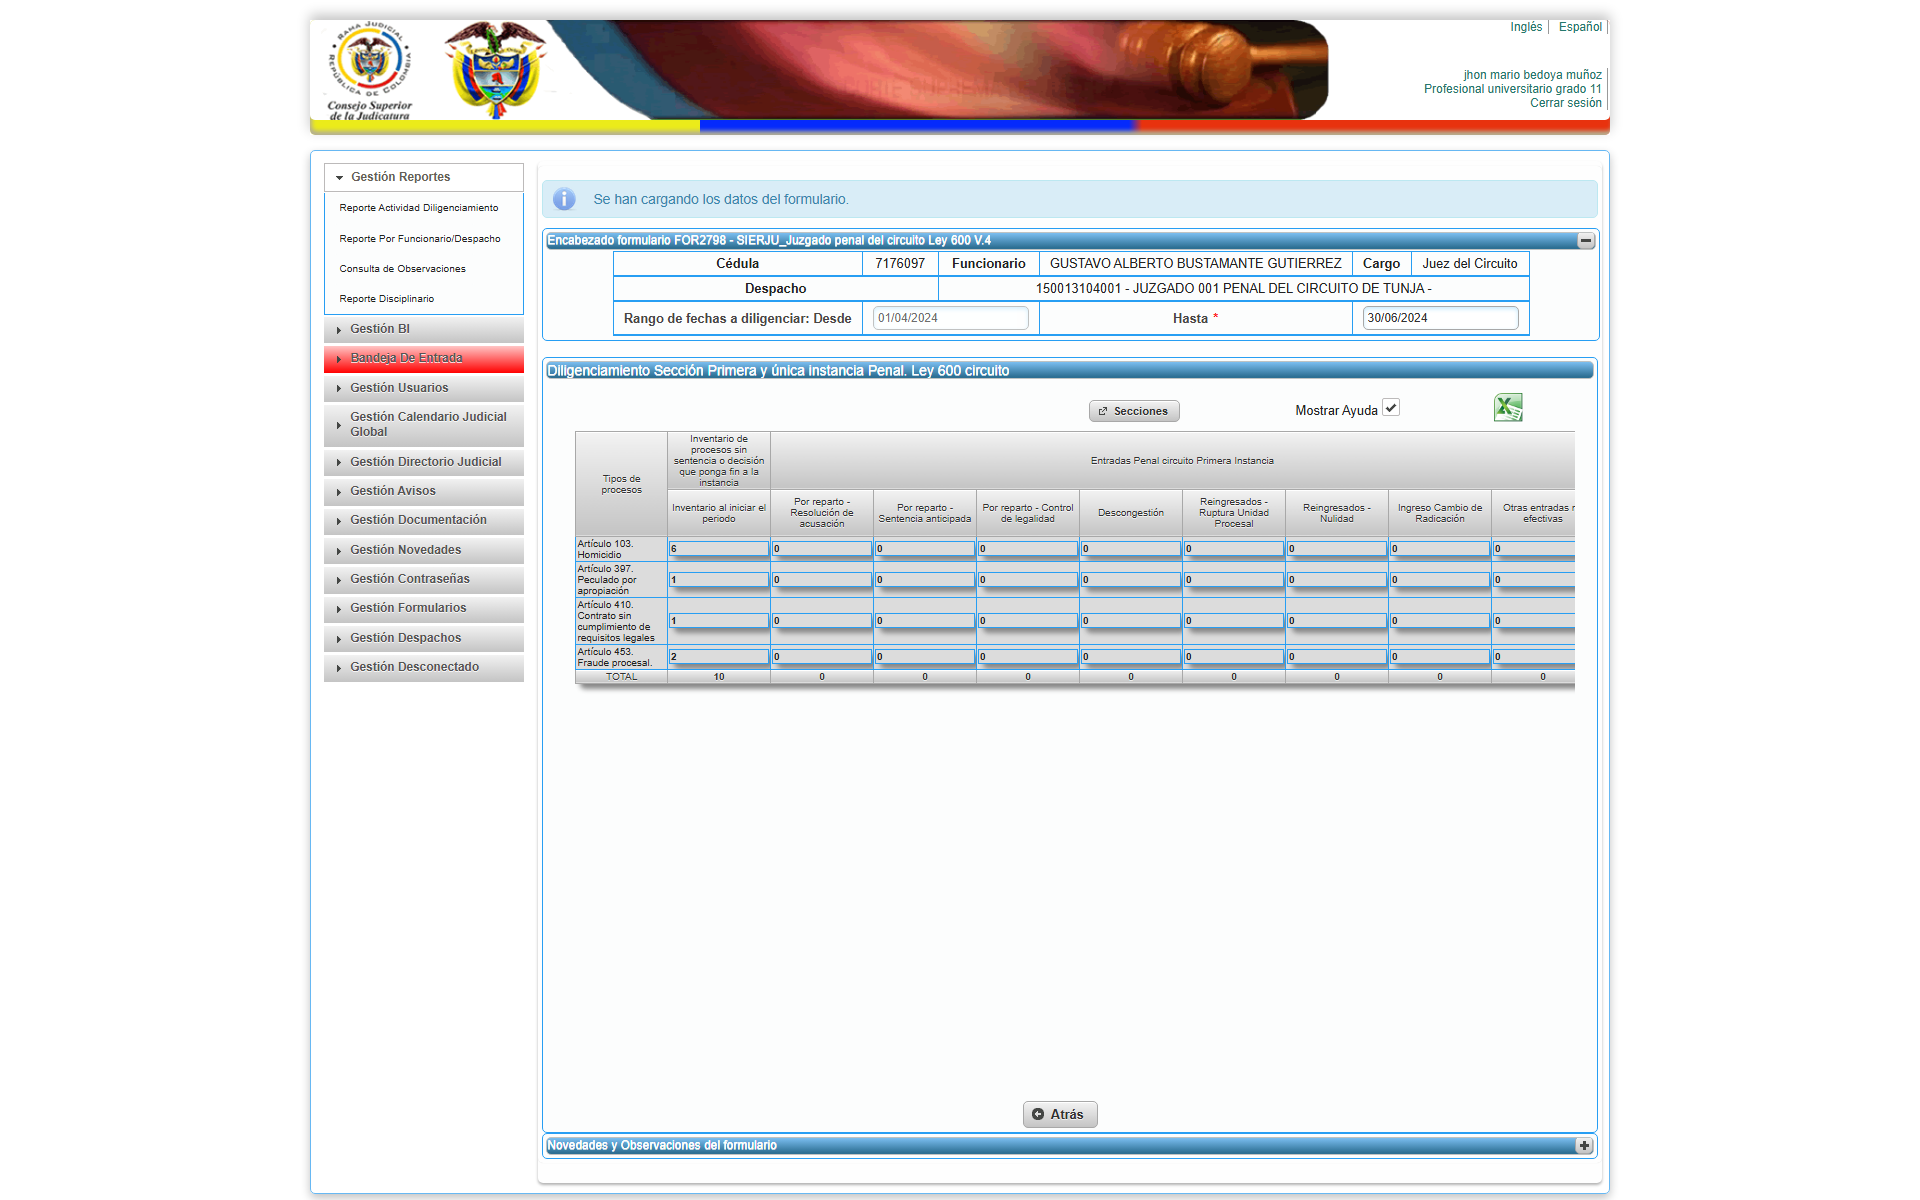 RAMA JUDICIAL
REPÚBLICA DE COLOMBIA
Consejo Superior
de la Judicatura
Inglés
Español
jhon mario bedoya muñoz
Profesional universitario grado 11
Cerrar sesión
Gestión Reportes
Reporte Actividad Diligenciamiento
Reporte Por Funcionario/Despacho
Consulta de Observaciones
Reporte Disciplinario
Gestión BI
Bandeja De Entrada
Gestión Usuarios
Gestión Calendario Judicial
Global
Gestión Directorio Judicial
Gestión Avisos
Gestión Documentación
Gestión Novedades
Gestión Contraseñas
Gestión Formularios
Gestión Despachos
Gestión Desconectado
Se han cargando los datos del formulario.
Encabezado formulario FOR2798 - SIERJU_Juzgado penal del circuito Ley 600 V.4
Cédula 7176097 Funcionario GUSTAVO ALBERTO BUSTAMANTE GUTIERREZ Cargo Juez del Circuito
Despacho 150013104001 - JUZGADO 001 PENAL DEL CIRCUITO DE TUNJA -
Rango de fechas a diligenciar: Desde 01/04/2024 Hasta * 30/06/2024
Diligenciamiento Sección Primera y única instancia Penal. Ley 600 circuito
Secciones
Mostrar Ayuda
Tipos de
procesos
Inventario de
procesos sin
sentencia o decisión
que ponga fin a la
instancia
Entradas Penal circuito Primera Instancia
Inventario al iniciar el
periodo
Por reparto -
Resolución de
acusación
Por reparto -
Sentencia anticipada
Por reparto - Control
de legalidad
Descongestión
Reingresados -
Ruptura Unidad
Procesal
Reingresados -
Nulidad
Ingreso Cambio de
Radicación
Otras entradas
efectivas
Artículo 103.
Homicidio
6 0 0 0 0 0 0 0 0
Artículo 397.
Peculado por
apropiación
1 0 0 0 0 0 0 0 0
Artículo 410.
Contrato sin
cumplimiento de
requisitos legales
1 0 0 0 0 0 0 0 0
Artículo 453.
Fraude procesal.
2 0 0 0 0 0 0 0 0
TOTAL 10 0 0 0 0 0 0 0 0
Atrás
Novedades y Observaciones del formulario